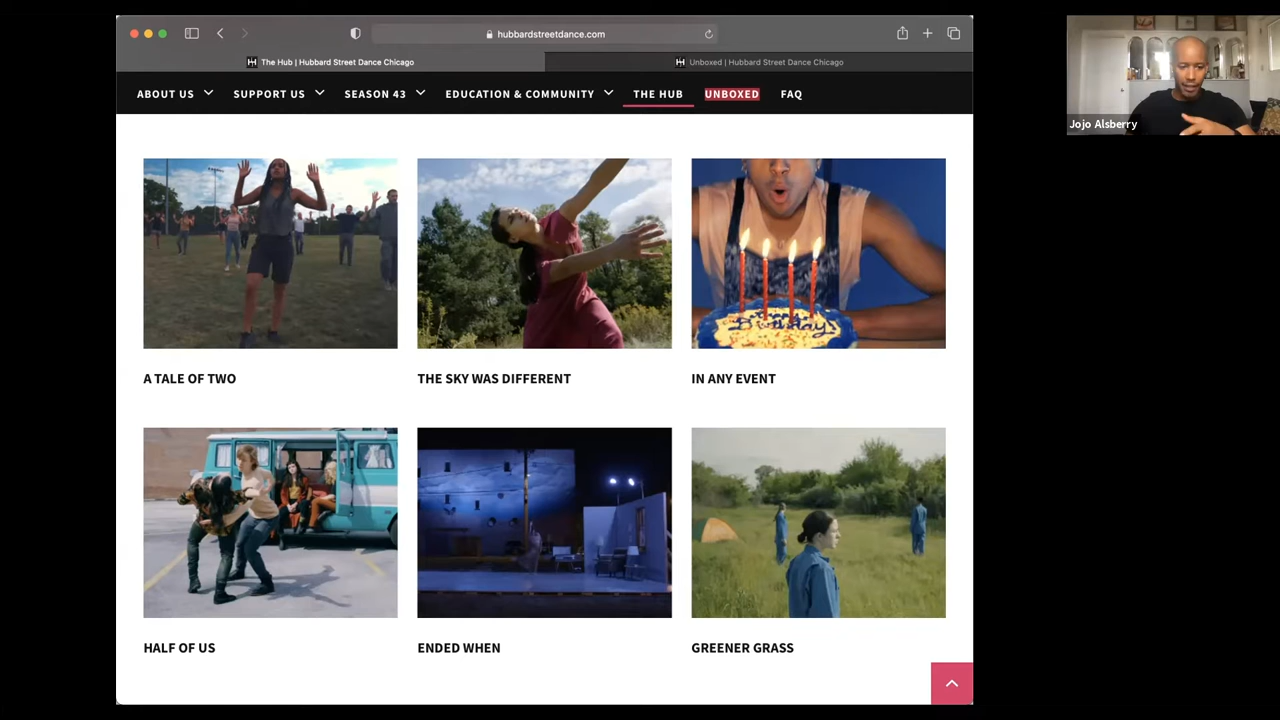 hubbardstreetdance.com
The Hub | Hubbard Street Dance Chicago
Unboxed | Hubbard Street Dance Chicago
ABOUT US
SUPPORT US
SEASON 43
EDUCATION & COMMUNITY
THE HUB
UNBOXED
FAQ
Jojo Alsberry
Birthday!
A TALE OF TWO
THE SKY WAS DIFFERENT
IN ANY EVENT
HALF OF US
ENDED WHEN
GREENER GRASS